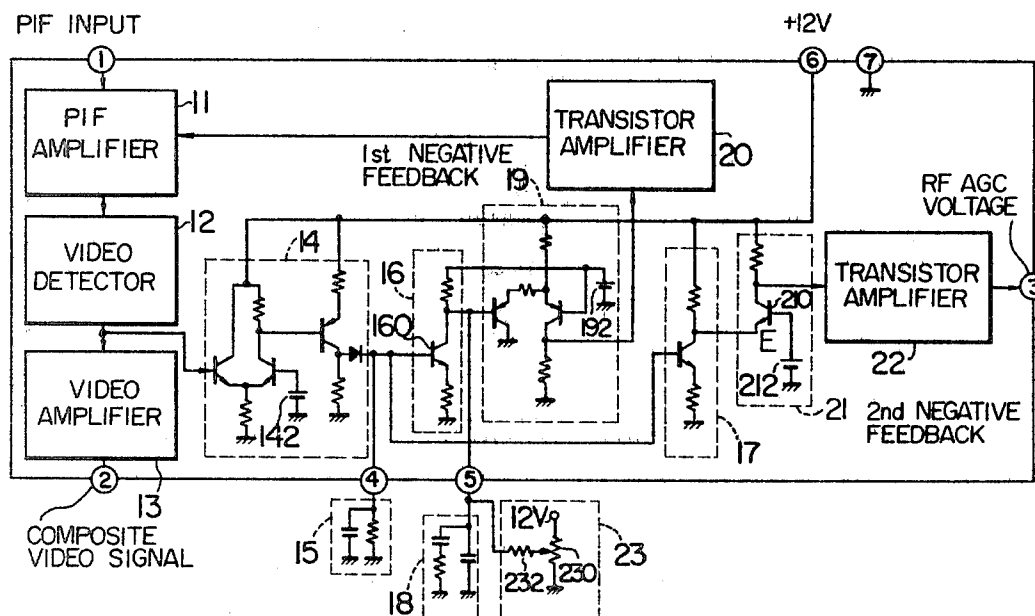 PIF INPUT
+12V
1
6
7
11
PIF
AMPLIFIER
TRANSISTOR
AMPLIFIER
20
1st NEGATIVE
FEEDBACK
19
RF AGC
VOLTAGE
12
VIDEO
DETECTOR
14
16
160
192
210
E
212
TRANSISTOR
AMPLIFIER
22
3
VIDEO
AMPLIFIER
142
17
21
2nd NEGATIVE
FEEDBACK
2
13
4
5
COMPOSITE
VIDEO SIGNAL
15
18
12V
232
230
23